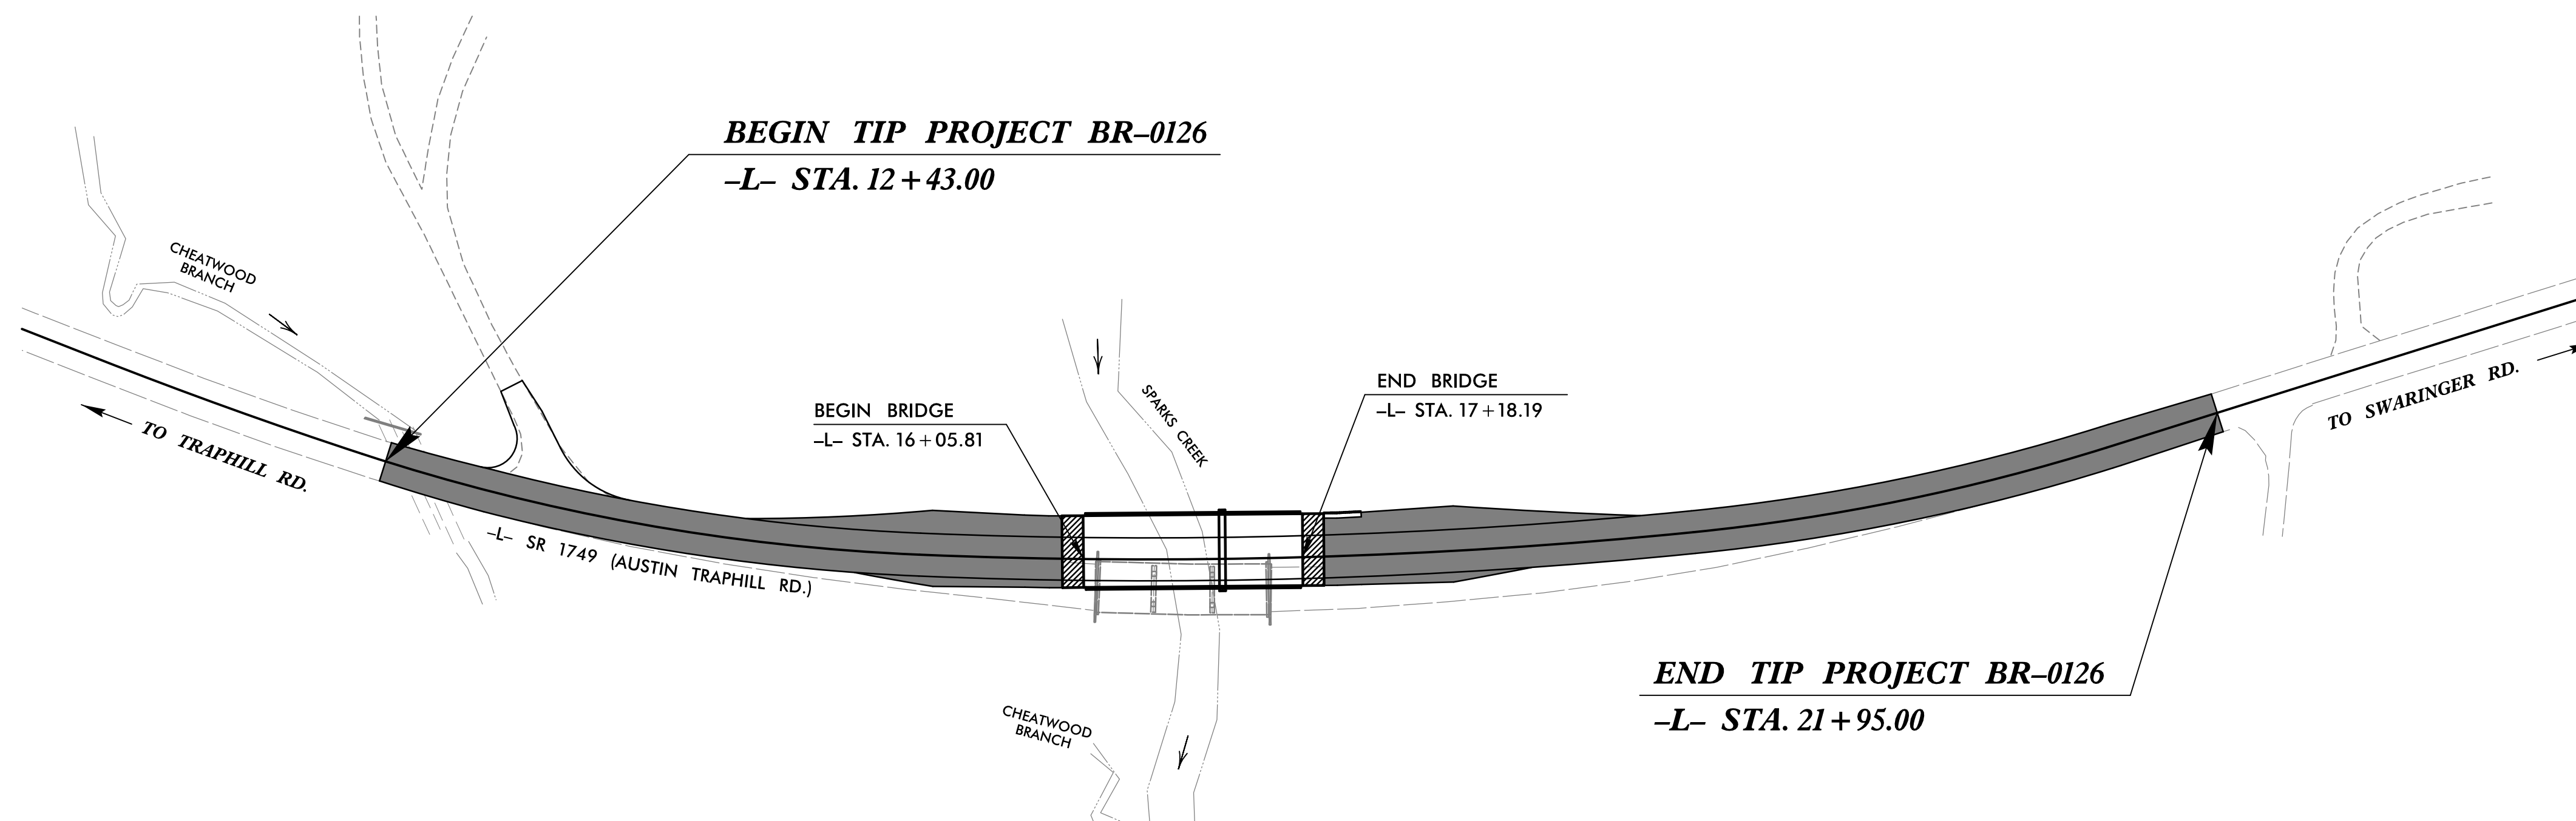 BEGIN TIP PROJECT BR–0126
–L– STA. 12+43.00
CHEATWOOD
BRANCH
TO TRAPHILL RD.
–L– SR 1749 (AUSTIN TRAPHILL RD.)
BEGIN BRIDGE
–L– STA. 16+05.81
SPARKS CREEK
END BRIDGE
–L– STA. 17+18.19
TO SWARINGER RD.
CHEATWOOD
BRANCH
END TIP PROJECT BR–0126
–L– STA. 21+95.00